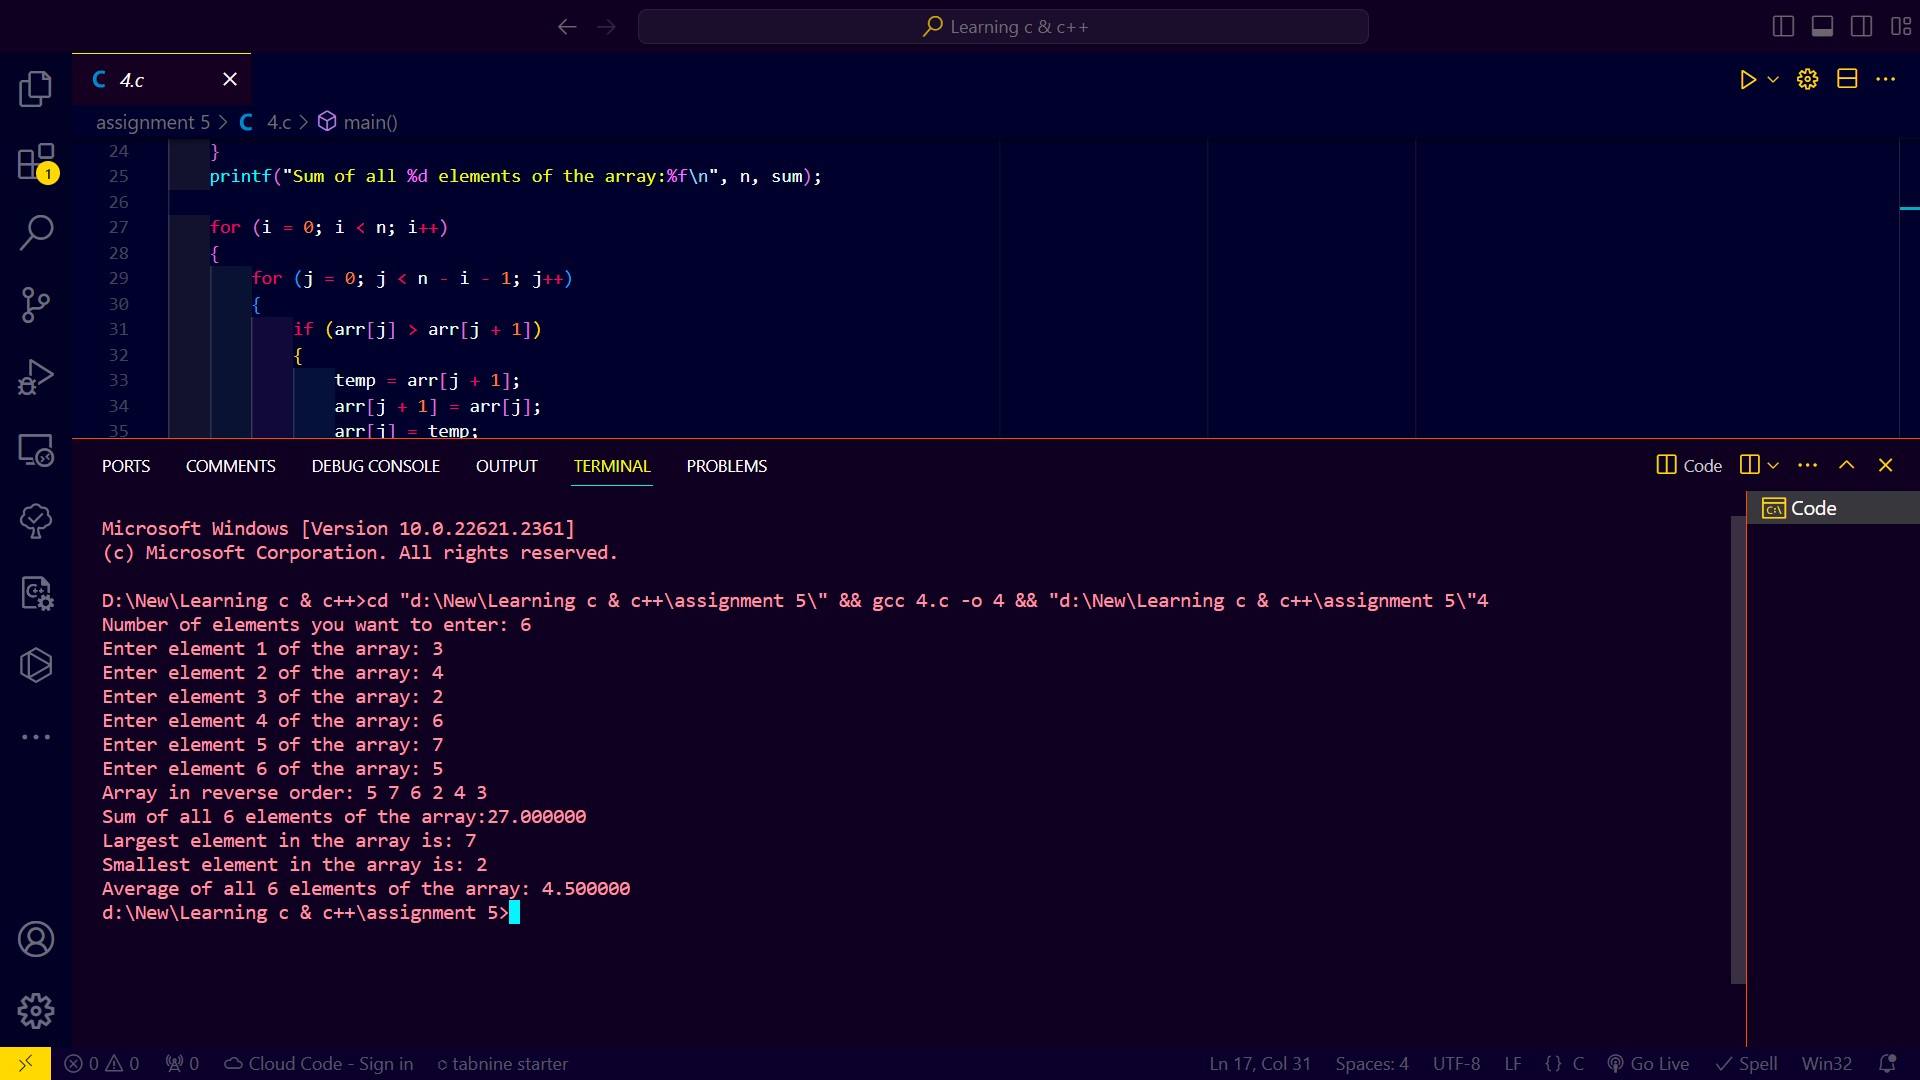 Learning c & c++
C 4.c
assignment 5 > C 4.c > main()
24 }
25 printf("Sum of all %d elements of the array:%f\n", n, sum);
26
27 for (i = 0; i < n; i++)
28 {
29 for (j = 0; j < n - i - 1; j++)
30 {
31 if (arr[j] > arr[j + 1])
32 {
33 temp = arr[j + 1];
34 arr[j + 1] = arr[j];
35 arr[j] = temp;
PORTS COMMENTS DEBUG CONSOLE OUTPUT TERMINAL PROBLEMS Code
Code
Microsoft Windows [Version 10.0.22621.2361]
(c) Microsoft Corporation. All rights reserved.
D:\New\Learning c & c++>cd "d:\New\Learning c & c++\assignment 5\" && gcc 4.c -o 4 && "d:\New\Learning c & c++\assignment 5\"4
Number of elements you want to enter: 6
Enter element 1 of the array: 3
Enter element 2 of the array: 4
Enter element 3 of the array: 2
Enter element 4 of the array: 6
Enter element 5 of the array: 7
Enter element 6 of the array: 5
Array in reverse order: 5 7 6 2 4 3
Sum of all 6 elements of the array:27.000000
Largest element in the array is: 7
Smallest element in the array is: 2
Average of all 6 elements of the array: 4.500000
d:\New\Learning c & c++\assignment 5>
1
0 0 0 Cloud Code - Sign in tabnine starter Ln 17, Col 31 Spaces: 4 UTF-8 LF {} C Go Live Spell Win32